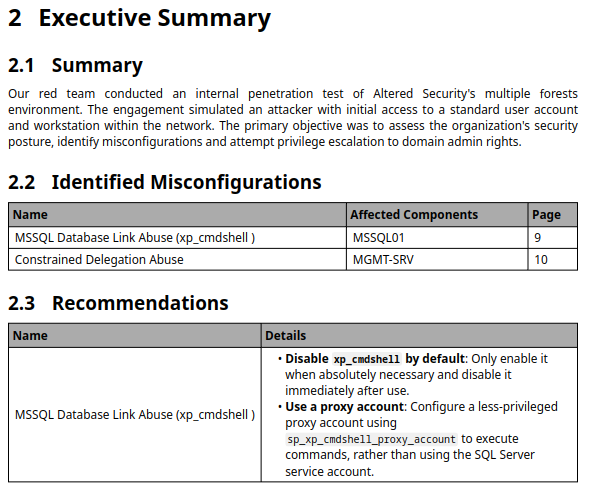 2 Executive Summary
2.1 Summary
Our red team conducted an internal penetration test of Altered Security's multiple forests
environment. The engagement simulated an attacker with initial access to a standard user account
and workstation within the network. The primary objective was to assess the organization's security
posture, identify misconfigurations and attempt privilege escalation to domain admin rights.
2.2 Identified Misconfigurations
Name Affected Components Page
MSSQL Database Link Abuse (xp_cmdshell ) MSSQL01 9
Constrained Delegation Abuse MGMT-SRV 10
2.3 Recommendations
Name Details
MSSQL Database Link Abuse (xp_cmdshell )
• Disable xp_cmdshell by default: Only enable it
when absolutely necessary and disable it
immediately after use.
• Use a proxy account: Configure a less-privileged
proxy account using
sp_xp_cmdshell_proxy_account to execute
commands, rather than using the SQL Server
service account.